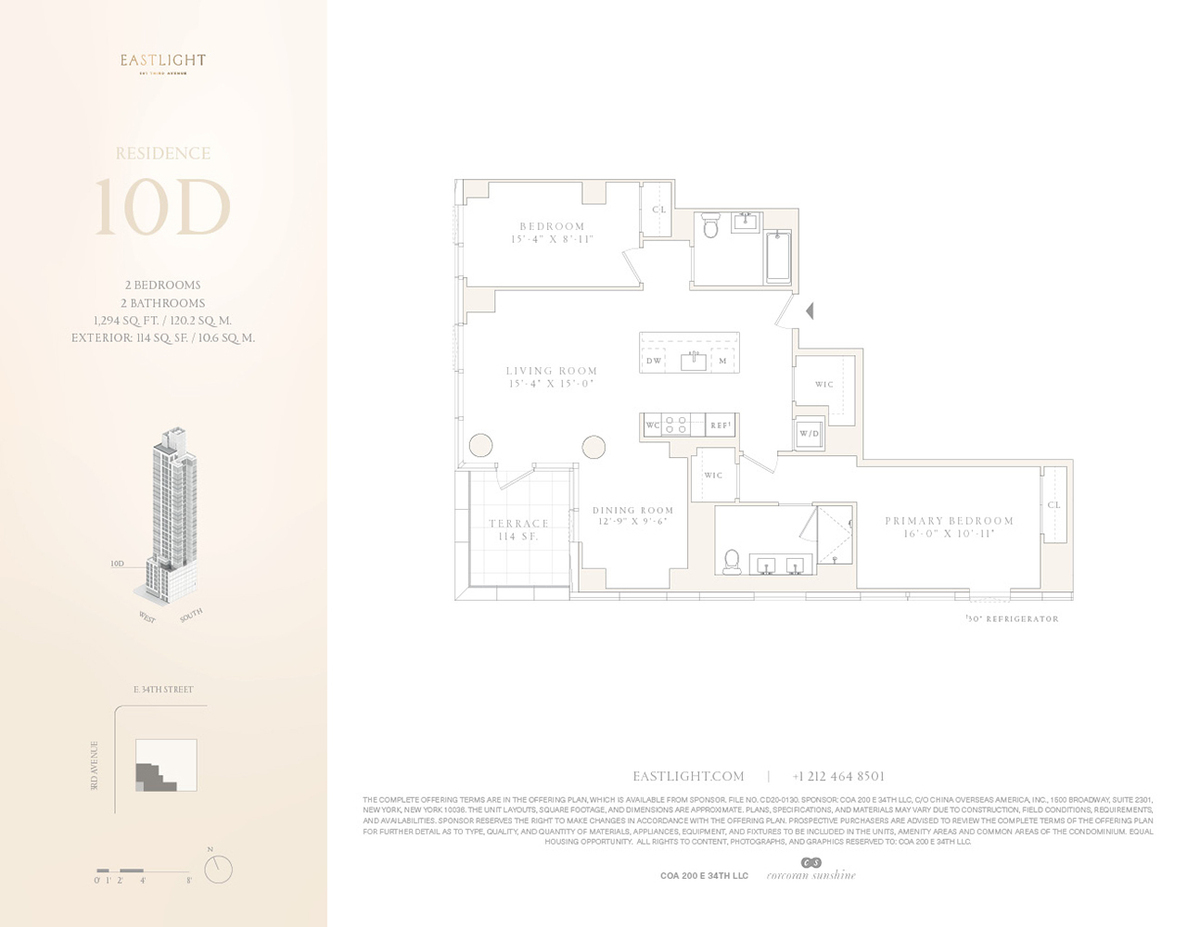 EASTLIGHT
501 THIRD AVENUE
RESIDENCE
10D
2 BEDROOMS
2 BATHROOMS
1,294 SQ. FT. / 120.2 SQ. M.
EXTERIOR: 114 SQ. SF. / 10.6 SQ. M.
10D
WEST
SOUTH
E. 34TH STREET
3RD AVENUE
N
0' 1' 2' 4' 8'
BEDROOM
15'-4" X 8'-11"
CL
LIVING ROOM
15'-4" X 15'-0"
DW
M
WIC
WC
REF¹
W/D
WIC
TERRACE
114 SF.
DINING ROOM
12'-9" X 9'-6"
PRIMARY BEDROOM
16'-0" X 10'-11"
CL
¹30" REFRIGERATOR
EASTLIGHT.COM | +1 212 464 8501
THE COMPLETE OFFERING TERMS ARE IN THE OFFERING PLAN, WHICH IS AVAILABLE FROM SPONSOR. FILE NO. CD20-0130. SPONSOR: COA 200 E 34TH LLC, C/O CHINA OVERSEAS AMERICA, INC., 1500 BROADWAY, SUITE 2301,
NEW YORK, NEW YORK 10036. THE UNIT LAYOUTS, SQUARE FOOTAGE, AND DIMENSIONS ARE APPROXIMATE. PLANS, SPECIFICATIONS, AND MATERIALS MAY VARY DUE TO CONSTRUCTION, FIELD CONDITIONS, REQUIREMENTS,
AND AVAILABILITIES. SPONSOR RESERVES THE RIGHT TO MAKE CHANGES IN ACCORDANCE WITH THE OFFERING PLAN. PROSPECTIVE PURCHASERS ARE ADVISED TO REVIEW THE COMPLETE TERMS OF THE OFFERING PLAN
FOR FURTHER DETAIL AS TO TYPE, QUALITY, AND QUANTITY OF MATERIALS, APPLIANCES, EQUIPMENT, AND FIXTURES TO BE INCLUDED IN THE UNITS, AMENITY AREAS AND COMMON AREAS OF THE CONDOMINIUM. EQUAL
HOUSING OPPORTUNITY. ALL RIGHTS TO CONTENT, PHOTOGRAPHS, AND GRAPHICS RESERVED TO: COA 200 E 34TH LLC.
COA 200 E 34TH LLC
CS
corcoran sunshine